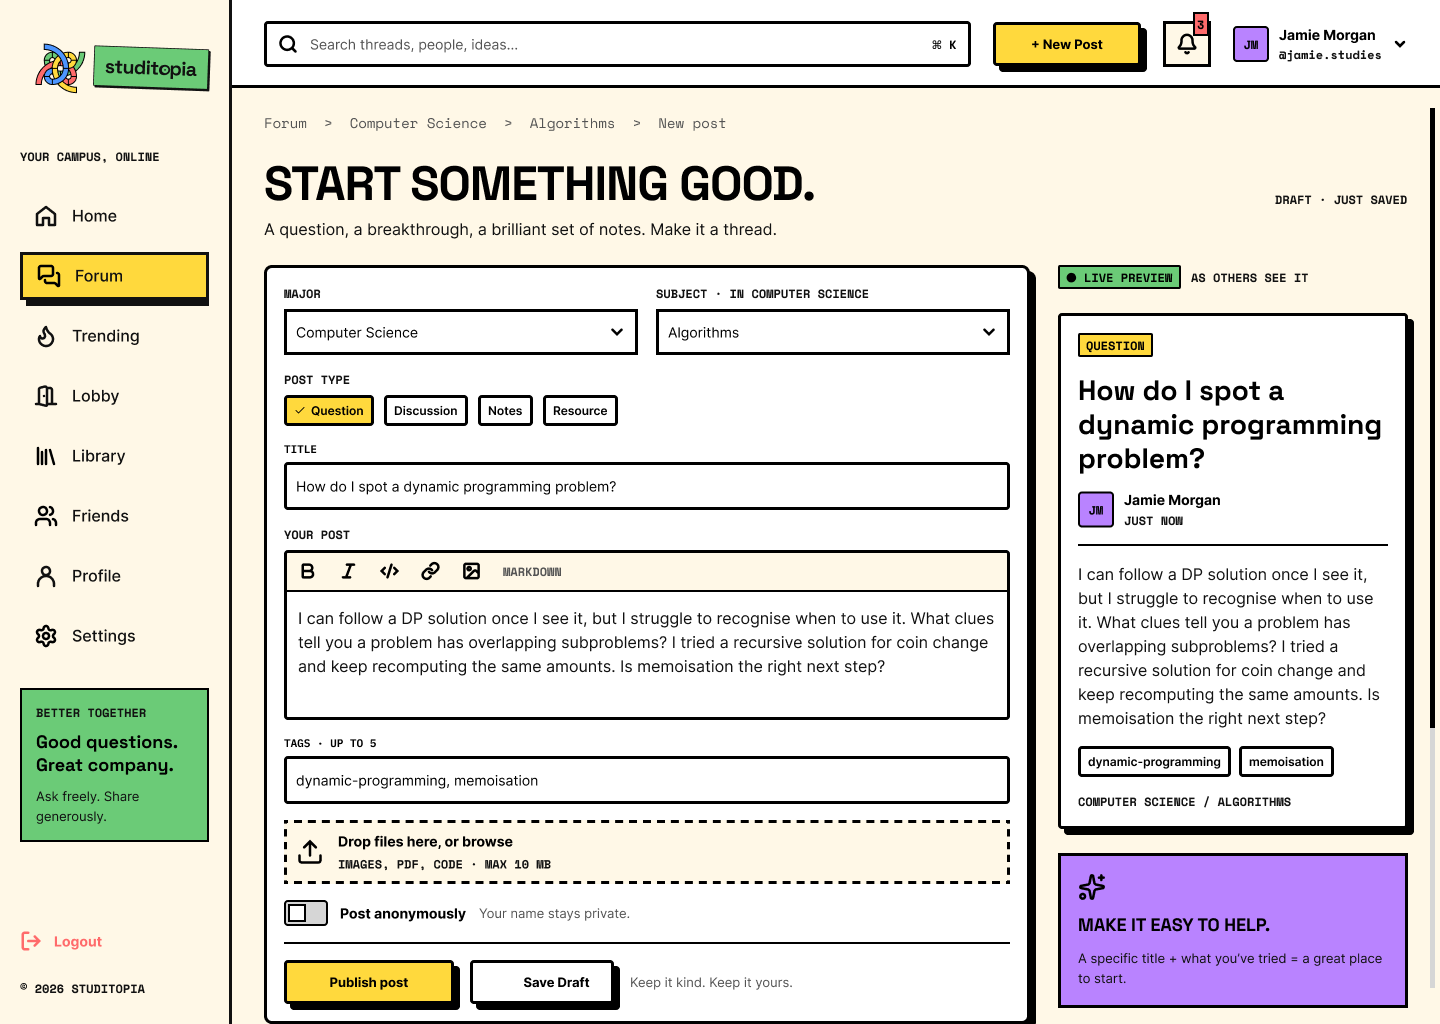 studitopia
YOUR CAMPUS, ONLINE
Home
Forum
Trending
Lobby
Library
Friends
Profile
Settings
BETTER TOGETHER
Good questions.
Great company.
Ask freely. Share
generously.
Logout
© 2026 STUDITOPIA
Search threads, people, ideas...
⌘ K
+ New Post
3
JM
Jamie Morgan
@jamie.studies
Forum > Computer Science > Algorithms > New post
START SOMETHING GOOD.
A question, a breakthrough, a brilliant set of notes. Make it a thread.
DRAFT · JUST SAVED
MAJOR
Computer Science
SUBJECT · IN COMPUTER SCIENCE
Algorithms
POST TYPE
Question
Discussion
Notes
Resource
TITLE
How do I spot a dynamic programming problem?
YOUR POST
MARKDOWN
I can follow a DP solution once I see it, but I struggle to recognise when to use it. What clues
tell you a problem has overlapping subproblems? I tried a recursive solution for coin change
and keep recomputing the same amounts. Is memoisation the right next step?
TAGS · UP TO 5
dynamic-programming, memoisation
Drop files here, or browse
IMAGES, PDF, CODE · MAX 10 MB
Post anonymously
Your name stays private.
Publish post
Save Draft
Keep it kind. Keep it yours.
LIVE PREVIEW
AS OTHERS SEE IT
QUESTION
How do I spot a
dynamic programming
problem?
JM
Jamie Morgan
JUST NOW
I can follow a DP solution once I see it,
but I struggle to recognise when to use
it. What clues tell you a problem has
overlapping subproblems? I tried a
recursive solution for coin change and
keep recomputing the same amounts. Is
memoisation the right next step?
dynamic-programming
memoisation
COMPUTER SCIENCE / ALGORITHMS
MAKE IT EASY TO HELP.
A specific title + what you've tried = a great place
to start.